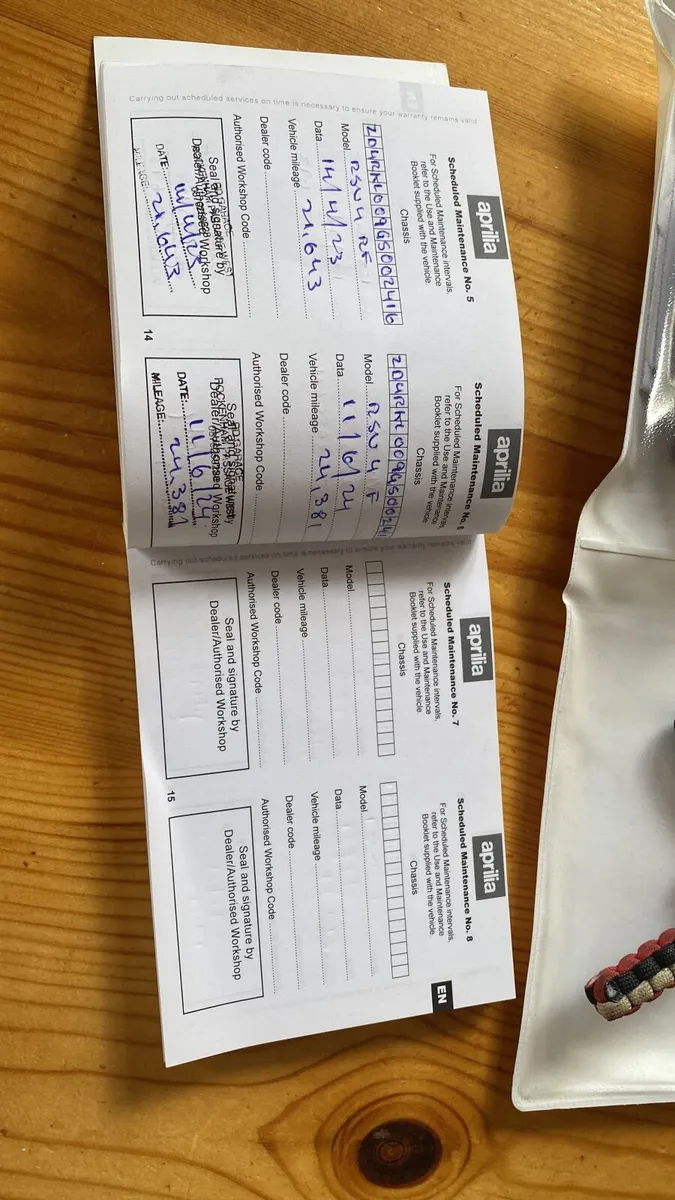 aprilia
Scheduled Maintenance No. 5
For Scheduled Maintenance intervals,
refer to the Use and Maintenance
Booklet supplied with the vehicle.
Chassis
Model RSV4 RF
Data 14/4/23
Vehicle mileage 21,643
Dealer code
Authorised Workshop Code
Seal and signature by
Dealer/Authorised Workshop
DATE: 14/4/23
MILEAGE: 21,643
Carrying out scheduled services on time is necessary to ensure your warranty remains valid
14
aprilia
Scheduled Maintenance No. 6
For Scheduled Maintenance intervals,
refer to the Use and Maintenance
Booklet supplied with the vehicle
Chassis
Model RSV4 F
Data 11/6/24
Vehicle mileage 24,381
Dealer code
Authorised Workshop Code
Seal and signature by
Dealer/Authorised Workshop
DATE: 11/6/24
MILEAGE: 24,381
aprilia
Scheduled Maintenance No. 7
For Scheduled Maintenance intervals,
refer to the Use and Maintenance
Booklet supplied with the vehicle.
Chassis
Model
Data
Vehicle mileage
Dealer code
Authorised Workshop Code
Seal and signature by
Dealer/Authorised Workshop
Carrying out scheduled services on time is necessary to ensure your warranty remains valid
15
aprilia
Scheduled Maintenance No. 8
For Scheduled Maintenance intervals,
refer to the Use and Maintenance
Booklet supplied with the vehicle.
Chassis
Model
Data
Vehicle mileage
Dealer code
Authorised Workshop Code
Seal and signature by
Dealer/Authorised Workshop
EN